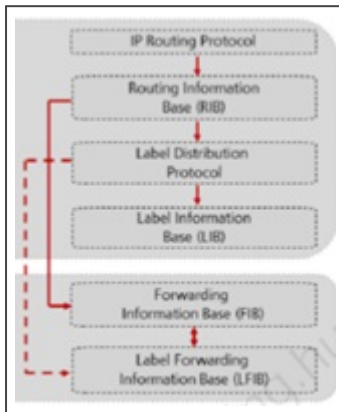 IP Routing Protocol
Routing Information
Base (RIB)
Label Distribution
Protocol
Label Information
Base (LIB)
Forwarding
Information Base (FIB)
Label Forwarding
Information Base (LFIB)